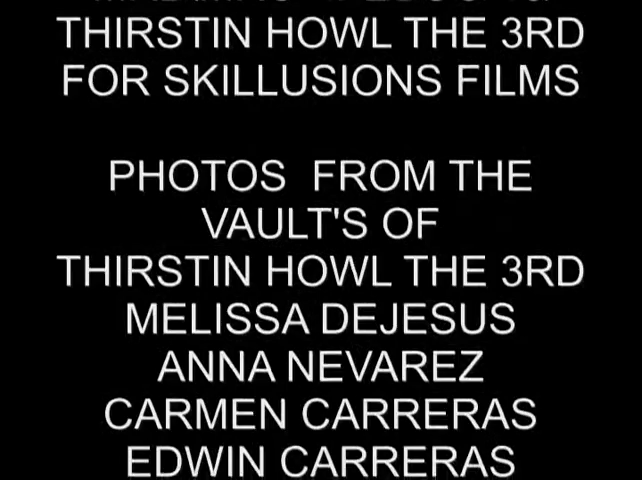 THIRSTIN HOWL THE 3RD
FOR SKILLUSIONS FILMS
PHOTOS FROM THE
VAULT'S OF
THIRSTIN HOWL THE 3RD
MELISSA DEJESUS
ANNA NEVAREZ
CARMEN CARRERAS
EDWIN CARRERAS